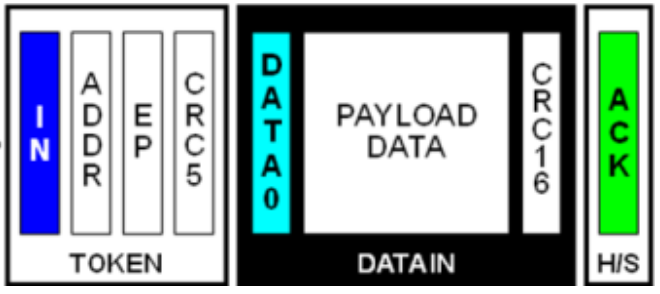 IN
ADDR
EP
CRC5
TOKEN
DATA0
PAYLOAD
DATA
CRC16
DATAIN
ACK
H/S